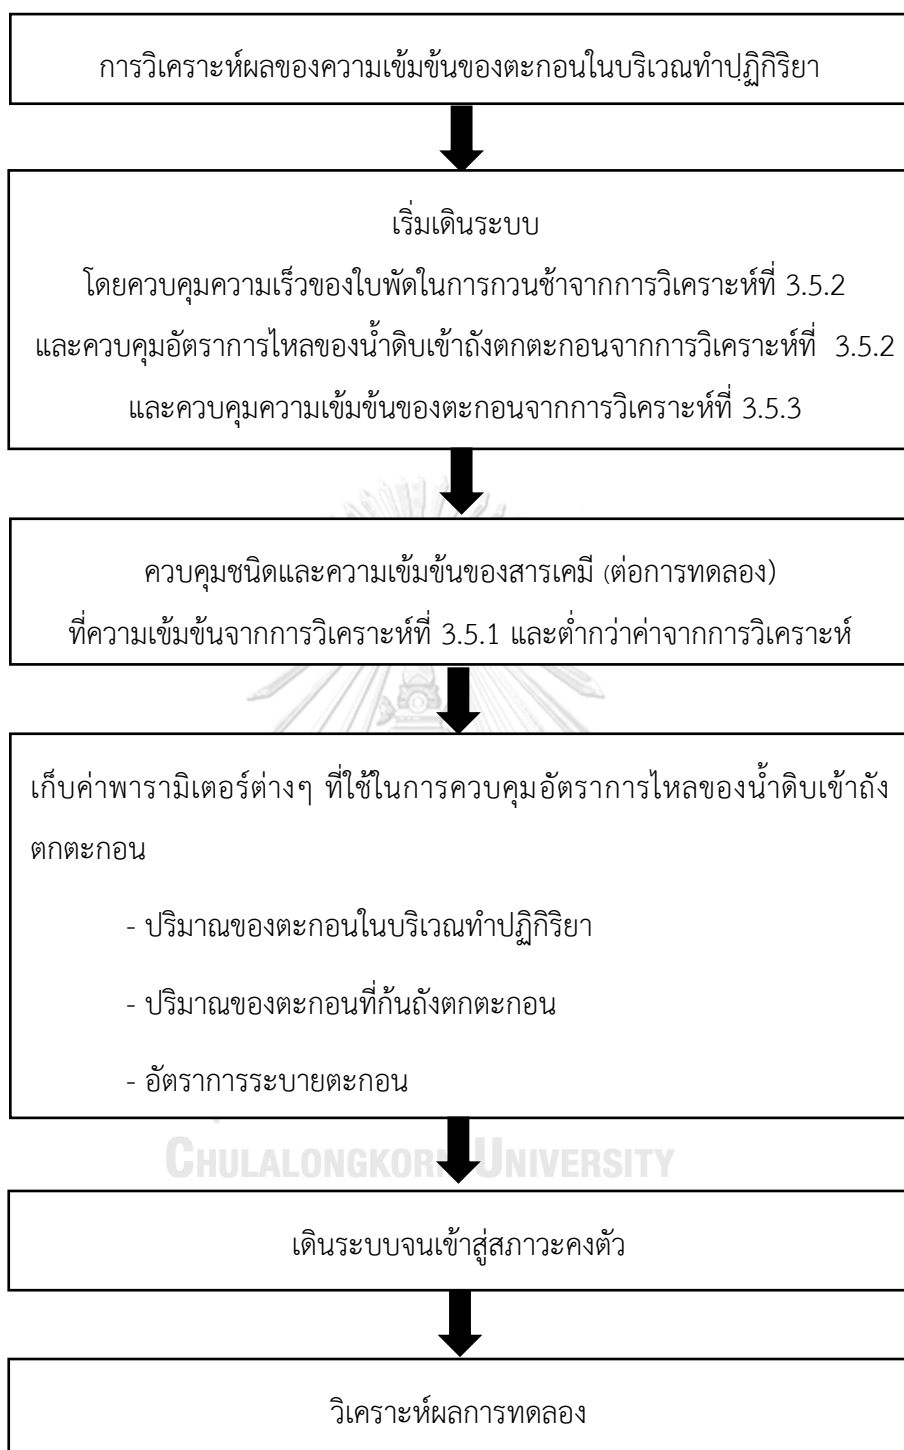 การวิเคราะห์ผลของความเข้มข้นของตะกอนในบริเวณทำปฏิกิริยา
เริ่มเดินระบบ
โดยควบคุมความเร็วของใบพัดในการกวนช้าจากการวิเคราะห์ที่ 3.5.2
และควบคุมอัตราการไหลของน้ำดิบเข้าถังตกตะกอนจากการวิเคราะห์ที่ 3.5.2
และควบคุมความเข้มข้นของตะกอนจากการวิเคราะห์ที่ 3.5.3
ควบคุมชนิดและความเข้มข้นของสารเคมี (ต่อการทดลอง)
ที่ความเข้มข้นจากการวิเคราะห์ที่ 3.5.1 และต่ำกว่าค่าจากการวิเคราะห์
เก็บค่าพารามิเตอร์ต่างๆ ที่ใช้ในการควบคุมอัตราการไหลของน้ำดิบเข้าถัง
ตกตะกอน
- ปริมาณของตะกอนในบริเวณทำปฏิกิริยา
- ปริมาณของตะกอนที่ก้นถังตกตะกอน
- อัตราการระบายตะกอน
CHULALONGKORN UNIVERSITY
เดินระบบจนเข้าสู่สภาวะคงตัว
วิเคราะห์ผลการทดลอง